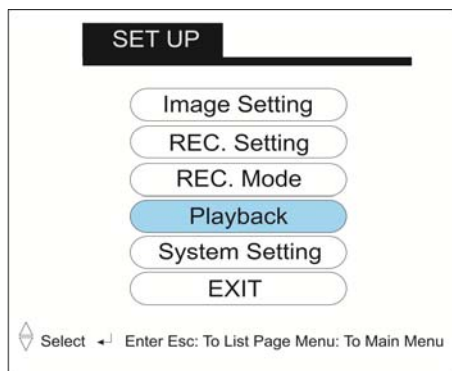 SET UP
Image Setting
REC. Setting
REC. Mode
Playback
System Setting
EXIT
Select Enter Esc: To List Page Menu: To Main Menu